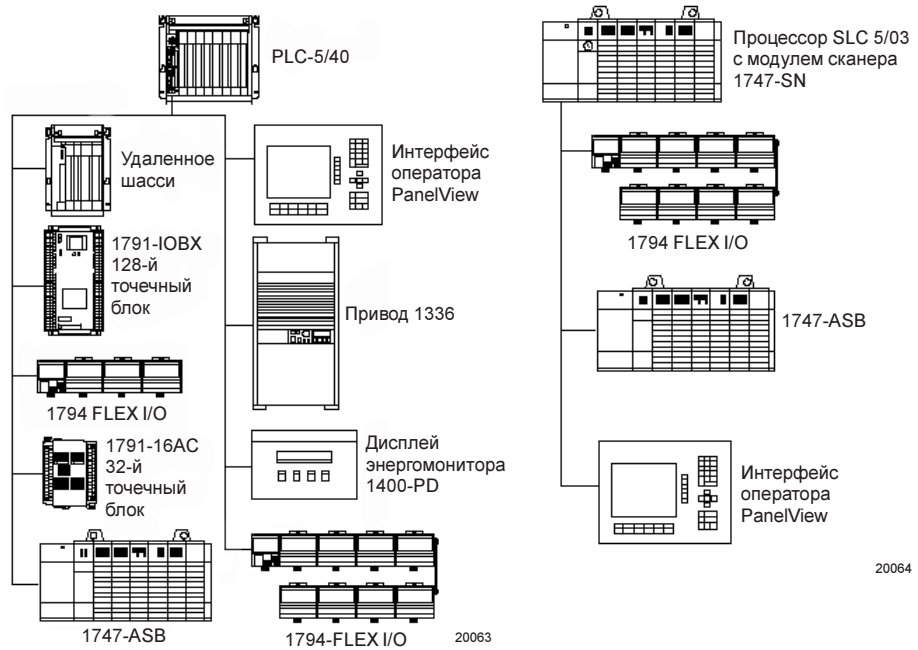 PLC-5/40
Удаленное
шасси
1791-IOBX
128-й
точечный
блок
1794 FLEX I/O
1791-16AC
32-й
точечный
блок
1747-ASB
Интерфейс
оператора
PanelView
Привод 1336
Дисплей
энергомонитора
1400-PD
1794-FLEX I/O
20063
Процессор SLC 5/03
с модулем сканера
1747-SN
1794 FLEX I/O
1747-ASB
Интерфейс
оператора
PanelView
20064